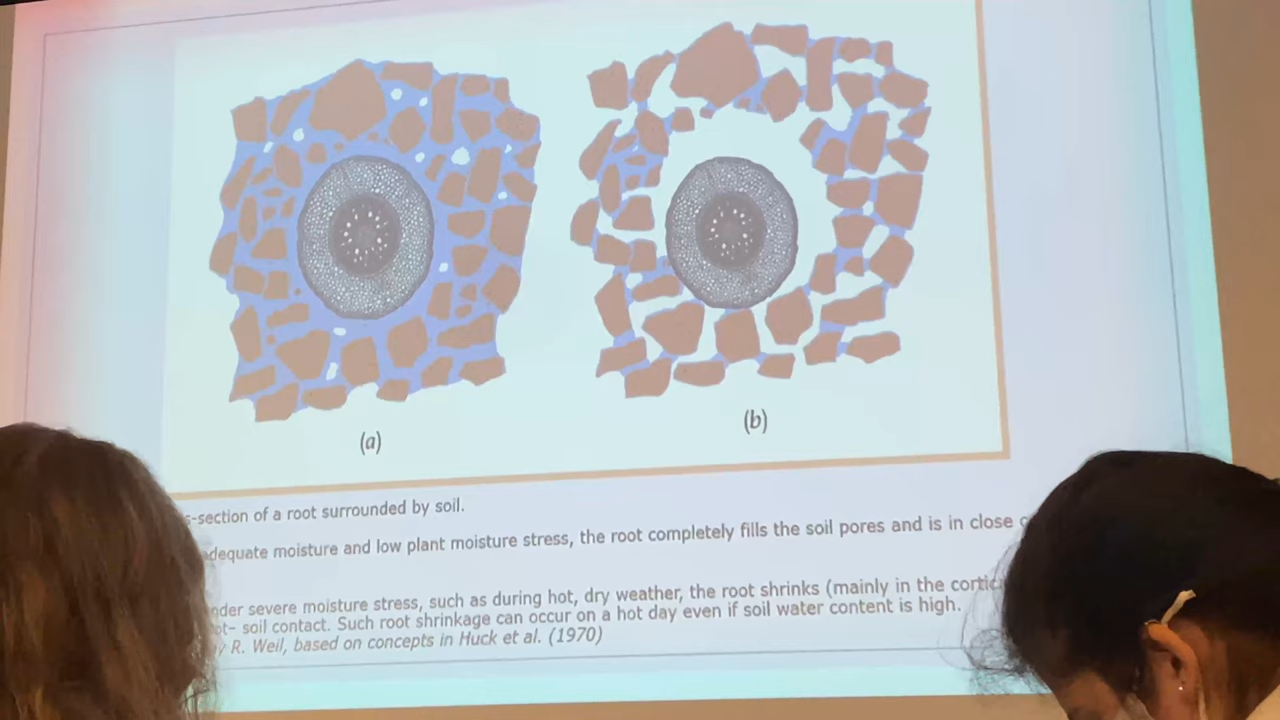 (a)
(b)
-section of a root surrounded by soil.
dequate moisture and low plant moisture stress, the root completely fills the soil pores and is in close
der severe moisture stress, such as during hot, dry weather, the root shrinks (mainly in the cortic
ot- soil contact. Such root shrinkage can occur on a hot day even if soil water content is high.
R. Weil, based on concepts in Huck et al. (1970)